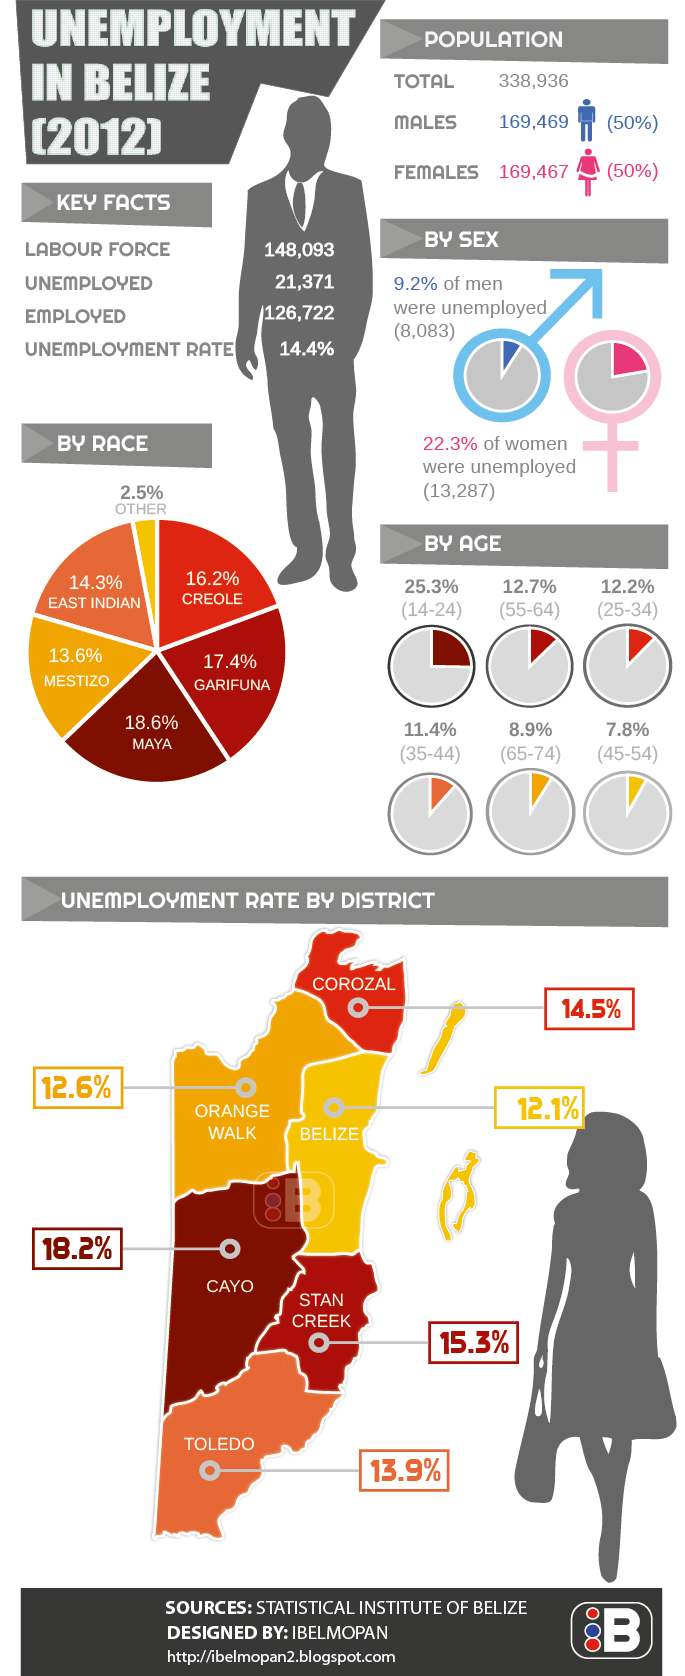 UNEMPLOYMENT
IN BELIZE
(2012)
POPULATION
TOTAL 338,936
MALES 169,469 (50%)
FEMALES 169,467 (50%)
KEY FACTS
LABOUR FORCE 148,093
UNEMPLOYED 21,371
EMPLOYED 126,722
UNEMPLOYMENT RATE 14.4%
BY SEX
9.2% of men
were unemployed
(8,083)
22.3% of women
were unemployed
(13,287)
BY RACE
2.5%
OTHER
16.2%
CREOLE
17.4%
GARIFUNA
18.6%
MAYA
13.6%
MESTIZO
14.3%
EAST INDIAN
BY AGE
25.3% 12.7% 12.2%
(14-24) (55-64) (25-34)
11.4% 8.9% 7.8%
(35-44) (65-74) (45-54)
UNEMPLOYMENT RATE BY DISTRICT
COROZAL
14.5%
12.6%
ORANGE
WALK
BELIZE
12.1%
B
18.2%
CAYO
STAN
CREEK
15.3%
TOLEDO
13.9%
SOURCES: STATISTICAL INSTITUTE OF BELIZE
DESIGNED BY: IBELMOPAN
http://ibelmopan2.blogspot.com
B